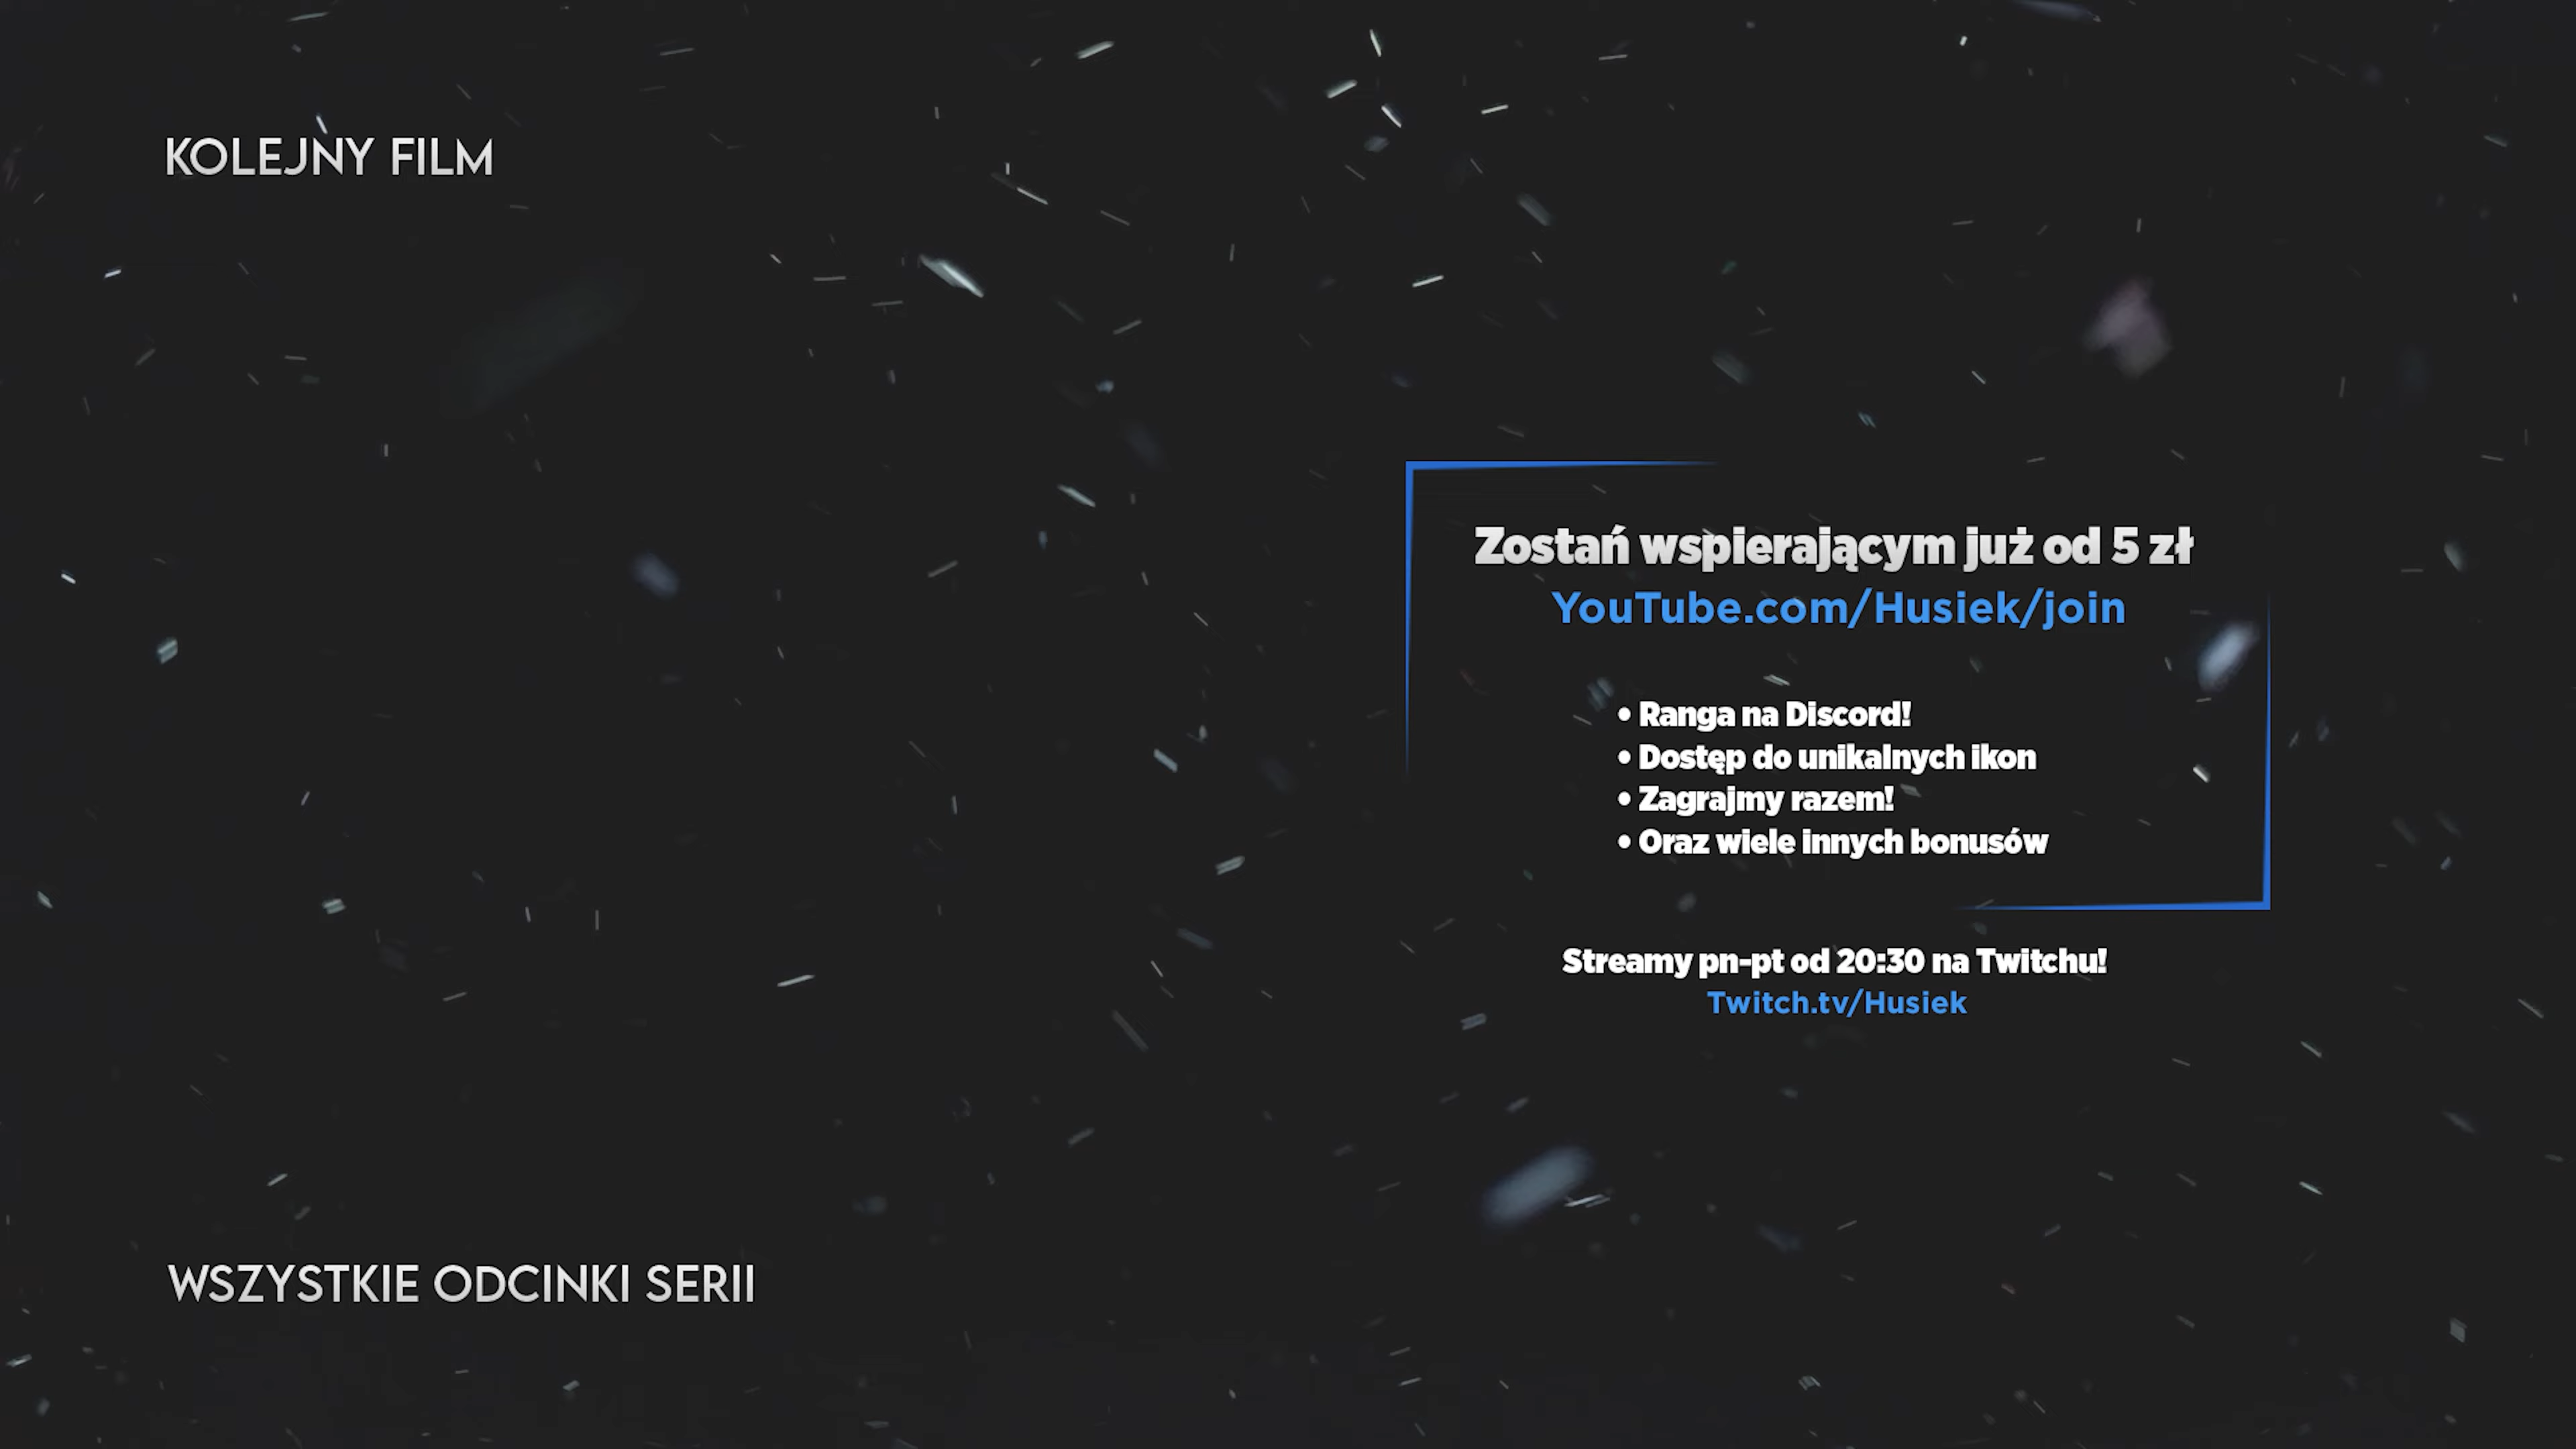 KOLEJNY FILM
Zostań wspierającym już od 5 zł
YouTube.com/Husiek/join
• Ranga na Discord!
• Dostęp do unikalnych ikon
• Zagrajmy razem!
• Oraz wiele innych bonusów
Streamy pn-pt od 20:30 na Twitchu!
Twitch.tv/Husiek
WSZYSTKIE ODCINKI SERII